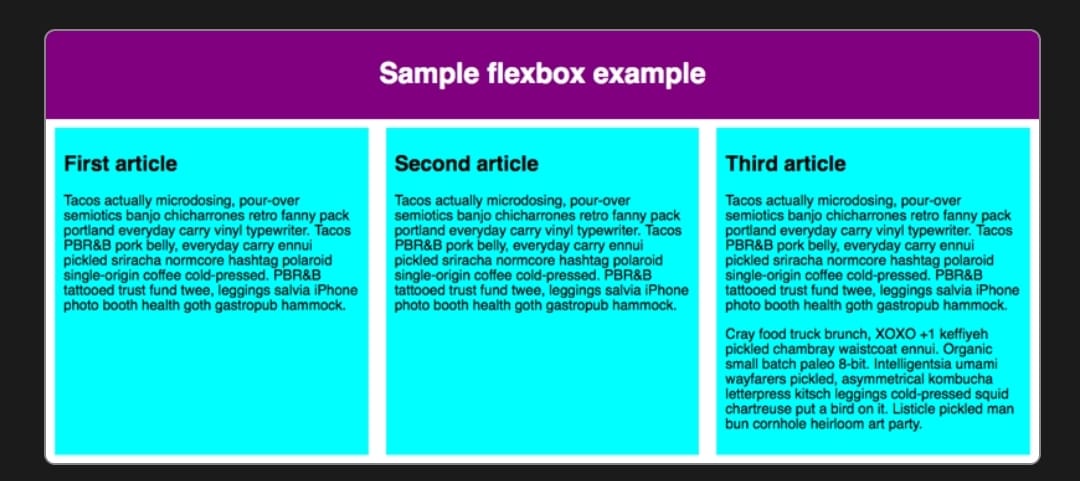 Sample flexbox example
First article
Tacos actually microdosing, pour-over
semiotics banjo chicharrones retro fanny pack
portland everyday carry vinyl typewriter. Tacos
PBR&B pork belly, everyday carry ennui
pickled sriracha normcore hashtag polaroid
single-origin coffee cold-pressed. PBR&B
tattooed trust fund twee, leggings salvia iPhone
photo booth health goth gastropub hammock.
Second article
Tacos actually microdosing, pour-over
semiotics banjo chicharrones retro fanny pack
portland everyday carry vinyl typewriter. Tacos
PBR&B pork belly, everyday carry ennui
pickled sriracha normcore hashtag polaroid
single-origin coffee cold-pressed. PBR&B
tattooed trust fund twee, leggings salvia iPhone
photo booth health goth gastropub hammock.
Third article
Tacos actually microdosing, pour-over
semiotics banjo chicharrones retro fanny pack
portland everyday carry vinyl typewriter. Tacos
PBR&B pork belly, everyday carry ennui
pickled sriracha normcore hashtag polaroid
single-origin coffee cold-pressed. PBR&B
tattooed trust fund twee, leggings salvia iPhone
photo booth health goth gastropub hammock.
Cray food truck brunch, XOXO +1 keffiyeh
pickled chambray waistcoat ennui. Organic
small batch paleo 8-bit. Intelligentsia umami
wayfarers pickled, asymmetrical kombucha
letterpress kitsch leggings cold-pressed squid
chartreuse put a bird on it. Listicle pickled man
bun cornhole heirloom art party.